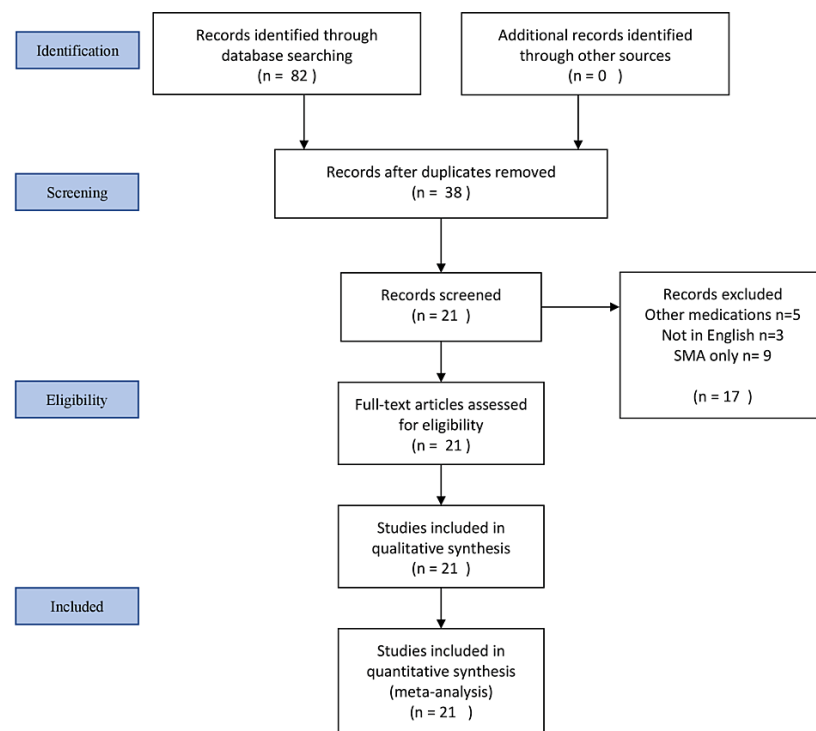 Identification
Records identified through
database searching
(n = 82)
Additional records identified
through other sources
(n = 0 )
Screening
Records after duplicates removed
(n = 38 )
Records screened
(n = 21 )
Records excluded
Other medications n=5
Not in English n=3
SMA only n= 9
(n = 17 )
Eligibility
Full-text articles assessed
for eligibility
(n = 21 )
Studies included in
qualitative synthesis
(n = 21 )
Included
Studies included in
quantitative synthesis
(meta-analysis)
(n = 21 )